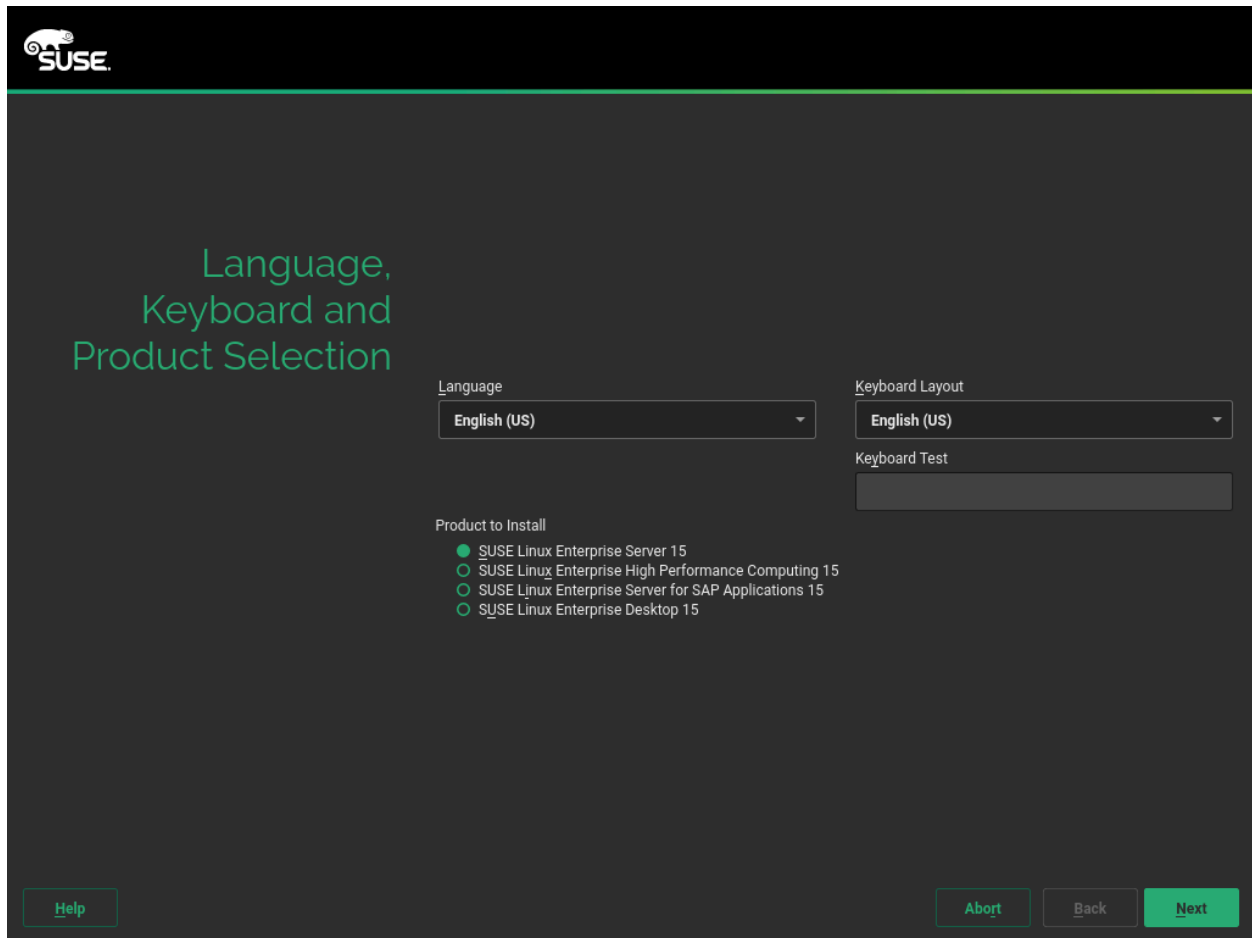 SUSE.
Language,
Keyboard and
Product Selection
Language
Keyboard Layout
English (US)
English (US)
Keyboard Test
Product to Install
SUSE Linux Enterprise Server 15
SUSE Linux Enterprise High Performance Computing 15
SUSE Linux Enterprise Server for SAP Applications 15
SUSE Linux Enterprise Desktop 15
Help
Abort
Back
Next